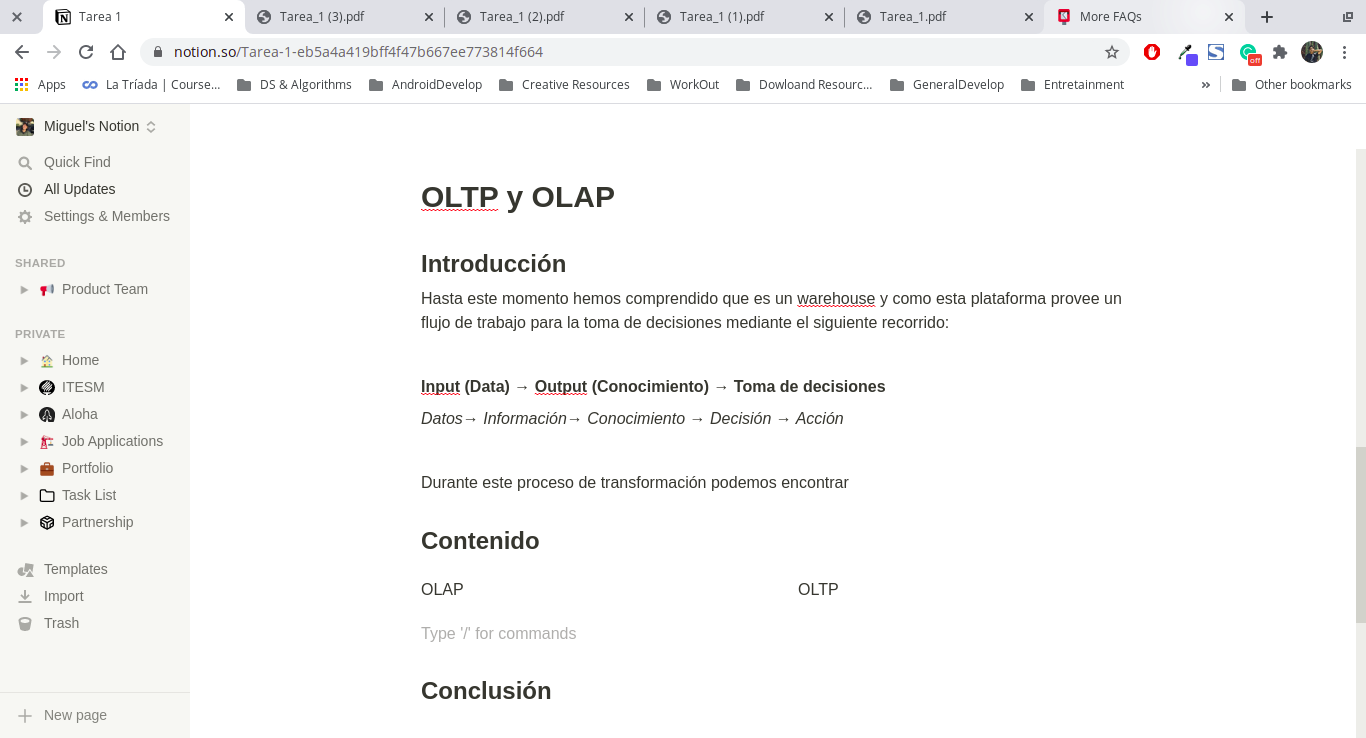 Tarea 1
Tarea_1 (3).pdf
Tarea_1 (2).pdf
Tarea_1 (1).pdf
Tarea_1.pdf
More FAQs
notion.so/Tarea-1-eb5a4a419bff4f47b667ee773814f664
off
Apps
La Tríada | Course...
DS & Algorithms
AndroidDevelop
Creative Resources
WorkOut
Dowloand Resourc...
GeneralDevelop
Entretainment
»
Other bookmarks
Miguel's Notion
Quick Find
All Updates
Settings & Members
SHARED
Product Team
PRIVATE
Home
ITESM
Aloha
Job Applications
Portfolio
Task List
Partnership
Templates
Import
Trash
New page
OLTP y OLAP
Introducción
Hasta este momento hemos comprendido que es un warehouse y como esta plataforma provee un
flujo de trabajo para la toma de decisiones mediante el siguiente recorrido:
Input (Data) → Output (Conocimiento) → Toma de decisiones
Datos→ Información→ Conocimiento → Decisión → Acción
Durante este proceso de transformación podemos encontrar
Contenido
OLAP
OLTP
Type '/' for commands
Conclusión